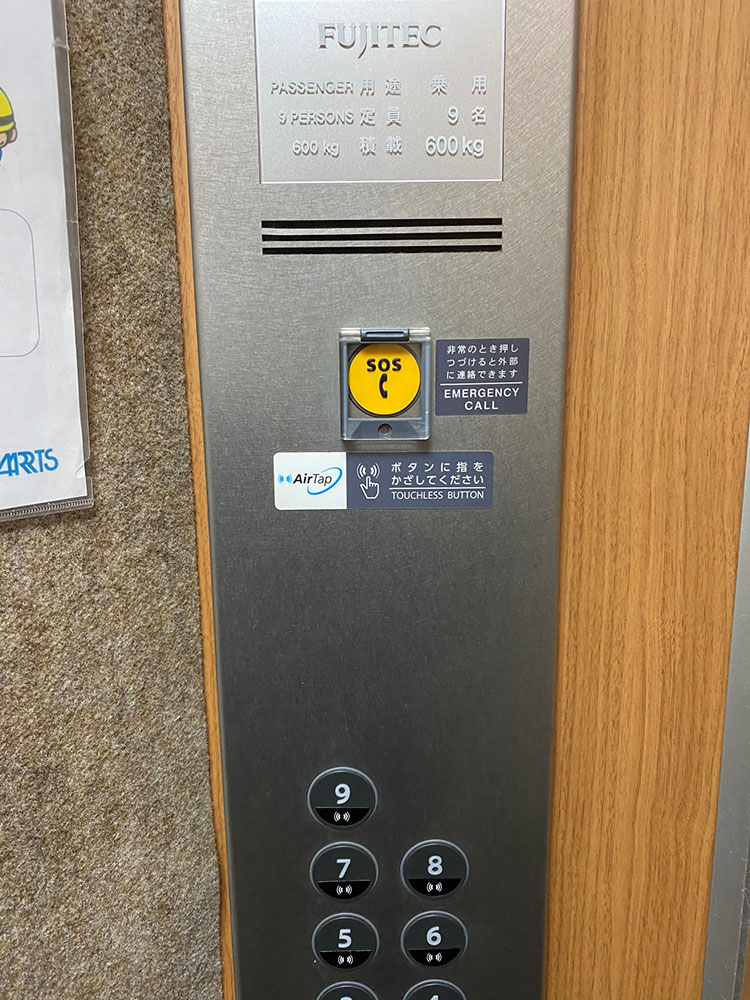 FUJITEC
PASSENGER 用途 乗用
9 PERSONS 定員 9名
600 kg 積載 600kg
SOS
非常のとき押し
つづけると外部
に連絡できます
EMERGENCY
CALL
AirTap
ボタンに指を
かざしてください
TOUCHLESS BUTTON
9
7 8
5 6